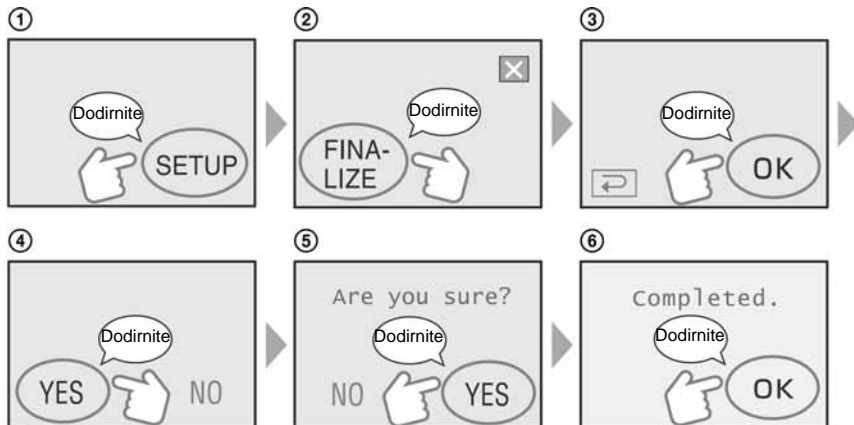 ①
Dodirnite
SETUP
②
Dodirnite
FINA-
LIZE
③
Dodirnite
OK
④
Dodirnite
YES
NO
⑤
Are you sure?
Dodirnite
NO
YES
⑥
Completed.
Dodirnite
OK